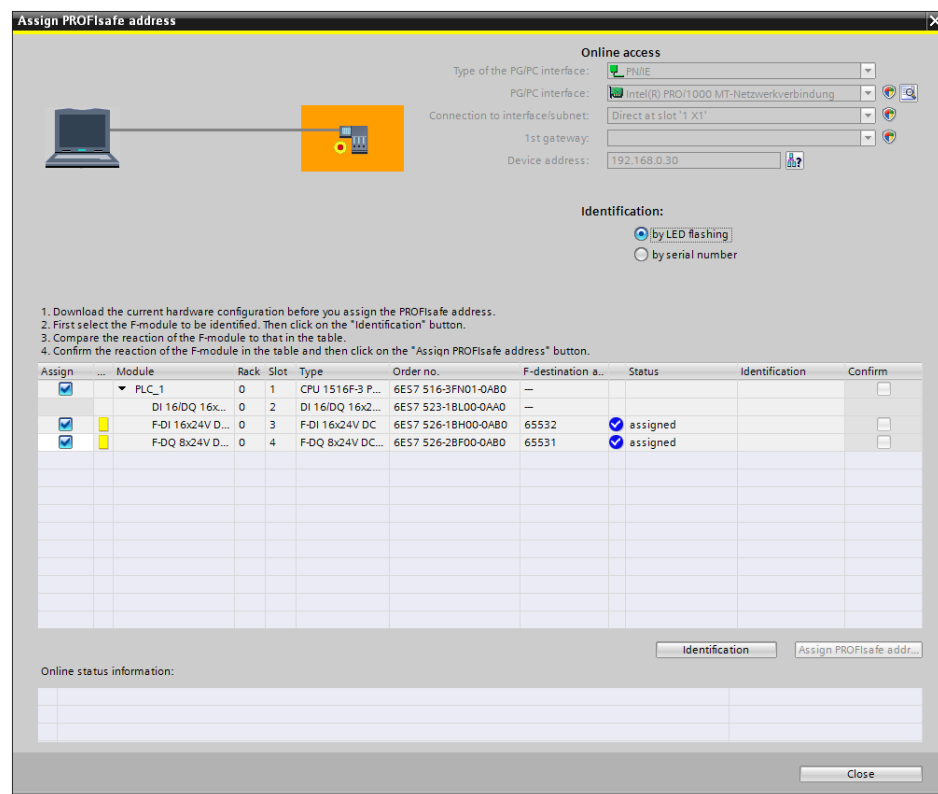 Assign PROFIsafe address
Online access
Type of the PG/PC interface: PN/IE
PG/PC interface: Intel(R) PRO/1000 MT-Netzwerkverbindung
Connection to interface/subnet: Direct at slot '1 X1'
1st gateway:
Device address: 192.168.0.30
Identification:
by LED flashing
by serial number
1. Download the current hardware configuration before you assign the PROFIsafe address.
2. First select the F-module to be identified. Then click on the "Identification" button.
3. Compare the reaction of the F-module to that in the table.
4. Confirm the reaction of the F-module in the table and then click on the "Assign PROFIsafe address" button.
Assign ... Module Rack Slot Type Order no. F-destination a.. Status Identification Confirm
PLC_1 0 1 CPU 1516F-3 P... 6ES7 516-3FN01-0AB0 —
DI 16/DQ 16x... 0 2 DI 16/DQ 16x2... 6ES7 523-1BL00-0AA0 —
F-DI 16x24V D... 0 3 F-DI 16x24V DC 6ES7 526-1BH00-0AB0 65532 assigned
F-DQ 8x24V D... 0 4 F-DQ 8x24V DC... 6ES7 526-2BF00-0AB0 65531 assigned
Identification Assign PROFIsafe addr...
Online status information:
Close